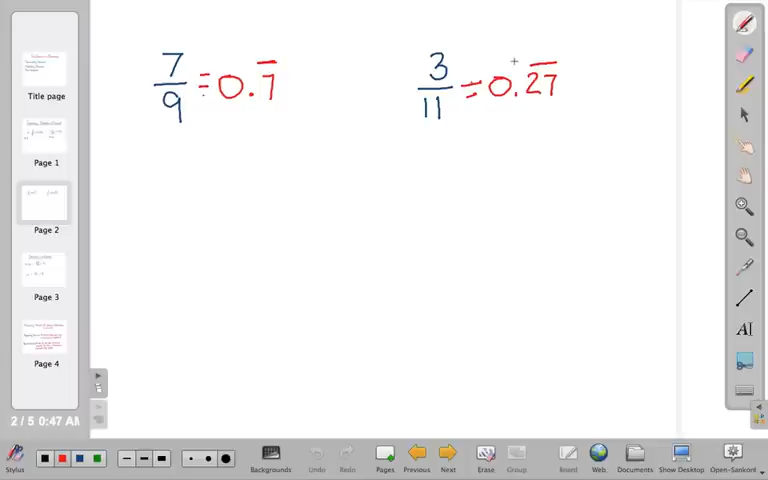 7/9 = 0.7̅
3/11 = 0.2̅7̅
Title page
Page 1
Page 2
Page 3
Page 4
2 / 5 0:47 AM
Stylus
Backgrounds
Undo
Redo
Pages
Previous
Next
Erase
Group
Board
Web
Documents
Show Desktop
Open-Sankoré